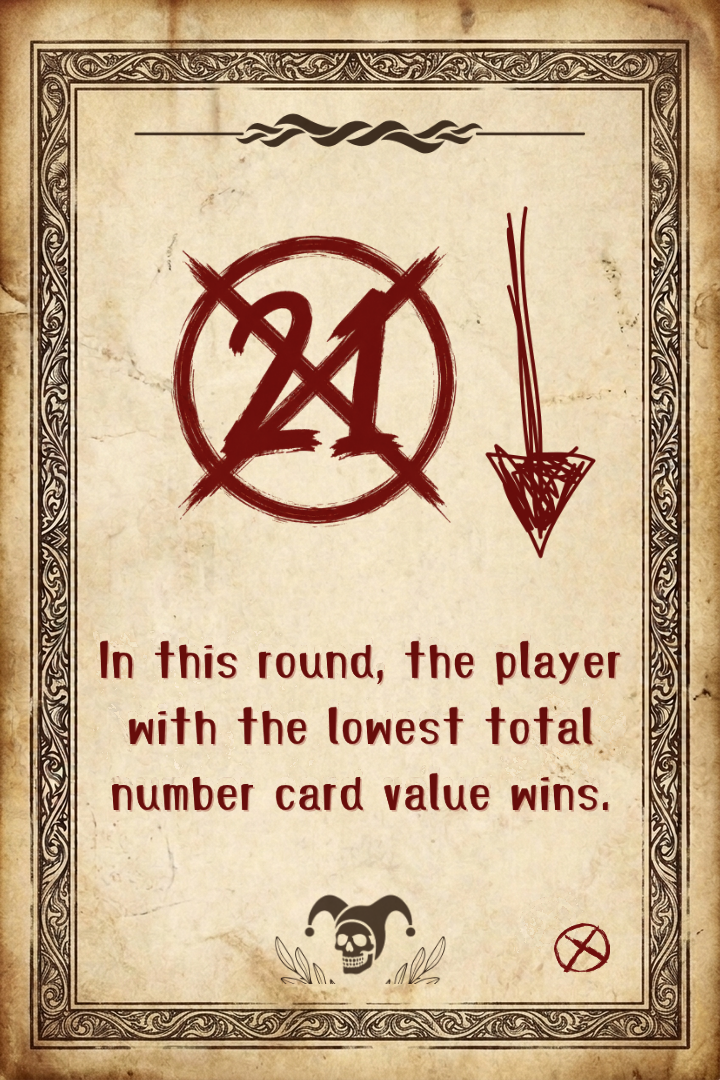 21
In this round, the player
with the lowest total
number card value wins.